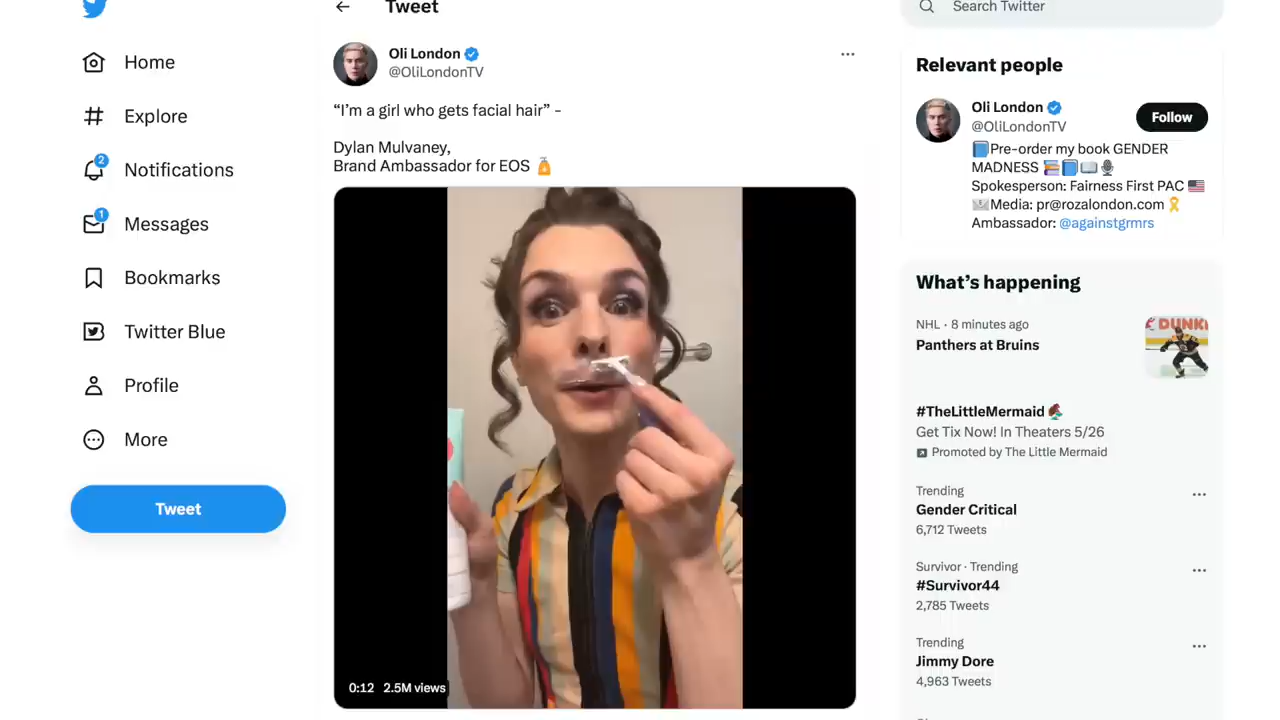 Home
Explore
2
Notifications
1
Messages
Bookmarks
Twitter Blue
Profile
More
Tweet
Tweet
Oli London
@OliLondonTV
“I’m a girl who gets facial hair” -
Dylan Mulvaney,
Brand Ambassador for EOS
0:12 2.5M views
Search Twitter
Relevant people
Oli London
@OliLondonTV
Follow
Pre-order my book GENDER
MADNESS
Spokesperson: Fairness First PAC
Media: pr@rozalondon.com
Ambassador: @againstgrmrs
What’s happening
NHL · 8 minutes ago
Panthers at Bruins
DUNKI
#TheLittleMermaid
Get Tix Now! In Theaters 5/26
Promoted by The Little Mermaid
Trending
Gender Critical
6,712 Tweets
Survivor · Trending
#Survivor44
2,785 Tweets
Trending
Jimmy Dore
4,963 Tweets